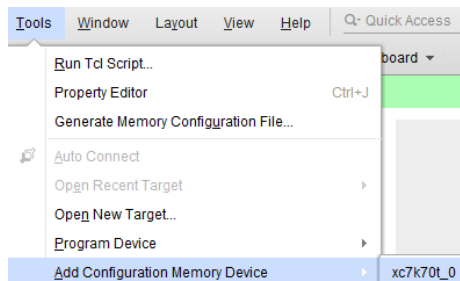 Tools Window Layout View Help Q- Quick Access
board
Run Tcl Script...
Property Editor Ctrl+J
Generate Memory Configuration File...
Auto Connect
Open Recent Target
Open New Target...
Program Device
Add Configuration Memory Device xc7k70t_0